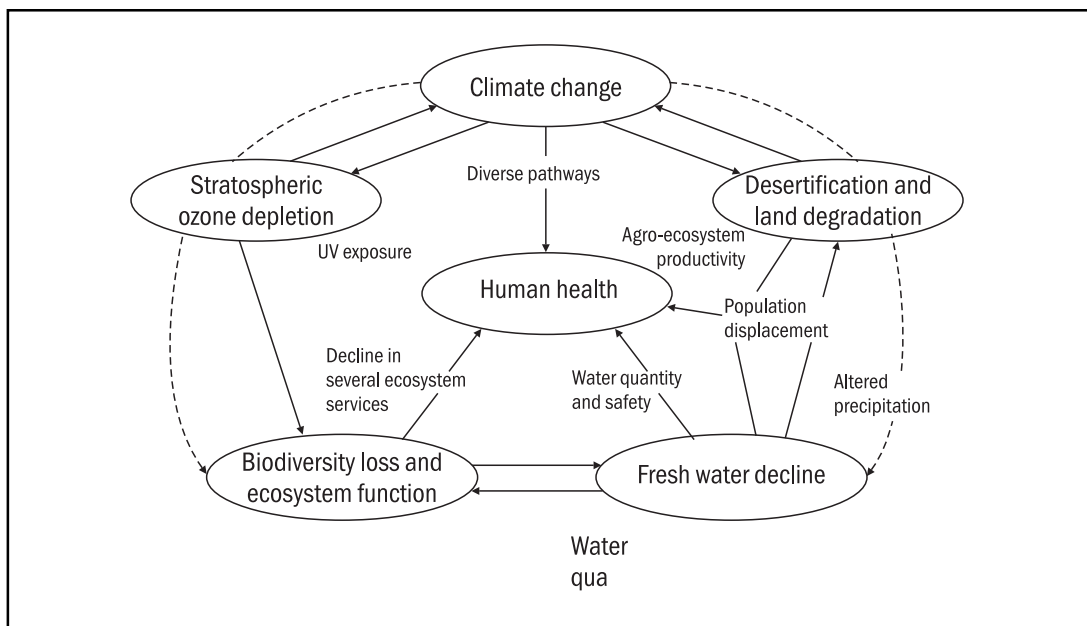 Climate change
Diverse pathways
Stratospheric
ozone depletion
Desertification and
land degradation
UV exposure
Agro-ecosystem
productivity
Human health
Population
displacement
Decline in
several ecosystem
services
Water quantity
and safety
Altered
precipitation
Biodiversity loss and
ecosystem function
Fresh water decline
Water
qua